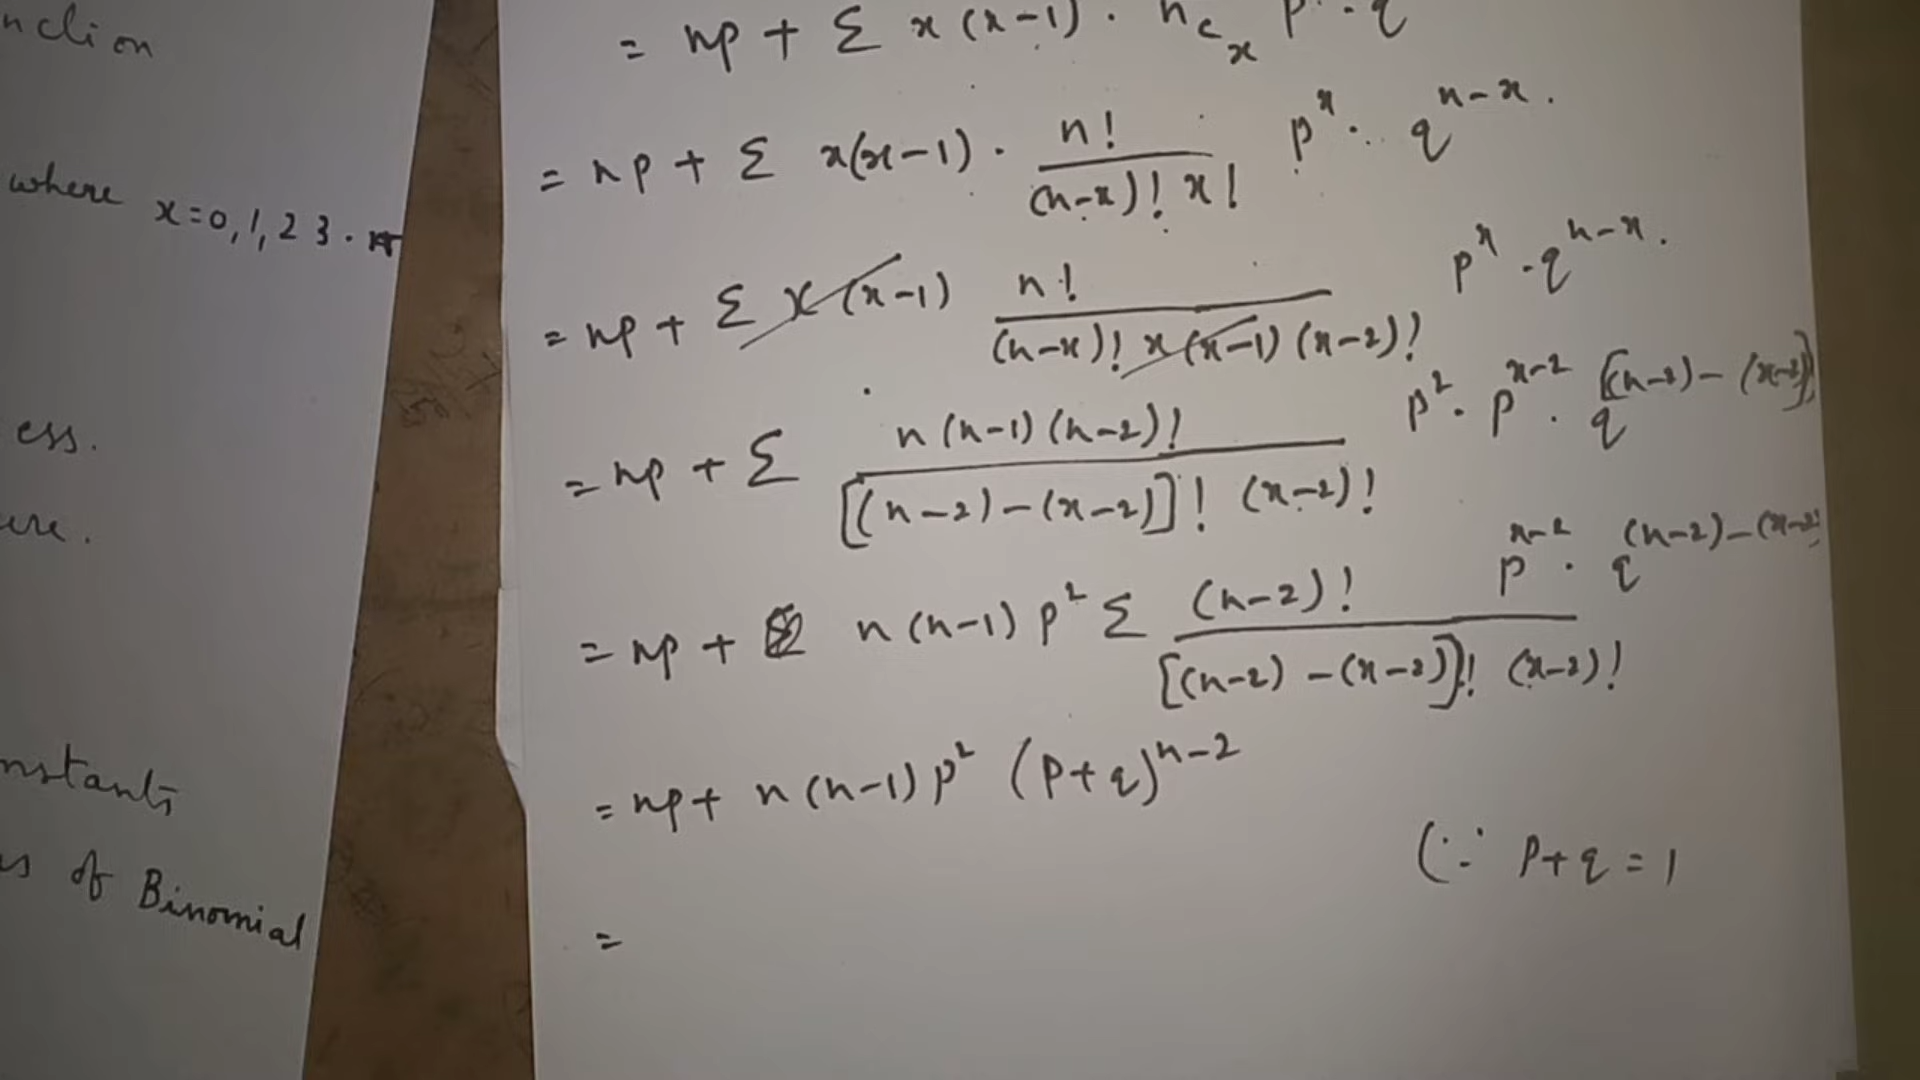 nction
where x=0,1,2 3.
ess.
ure.
nstants
es of Binomial
= np + Σ x(x-1) . n c x p . q
= np + Σ x(x-1) . n! / (n-x)! x! p^x . q^(n-x) .
= np + Σ x(x-1) n! / (n-x)! x(x-1)(x-2)! p^x . q^(n-x) .
= np + Σ n(n-1)(n-2)! / [(n-2)-(x-2)]! (x-2)! p^2 . p^(x-2) . q^[(n-2)-(x-2)]
= np + n(n-1) p^2 Σ (n-2)! / [(n-2)-(x-2)]! (x-2)! p^(x-2) . q^(n-2)-(x-2)
= np + n(n-1)p^2 (p+q)^(n-2)
(∵ p+q = 1
=